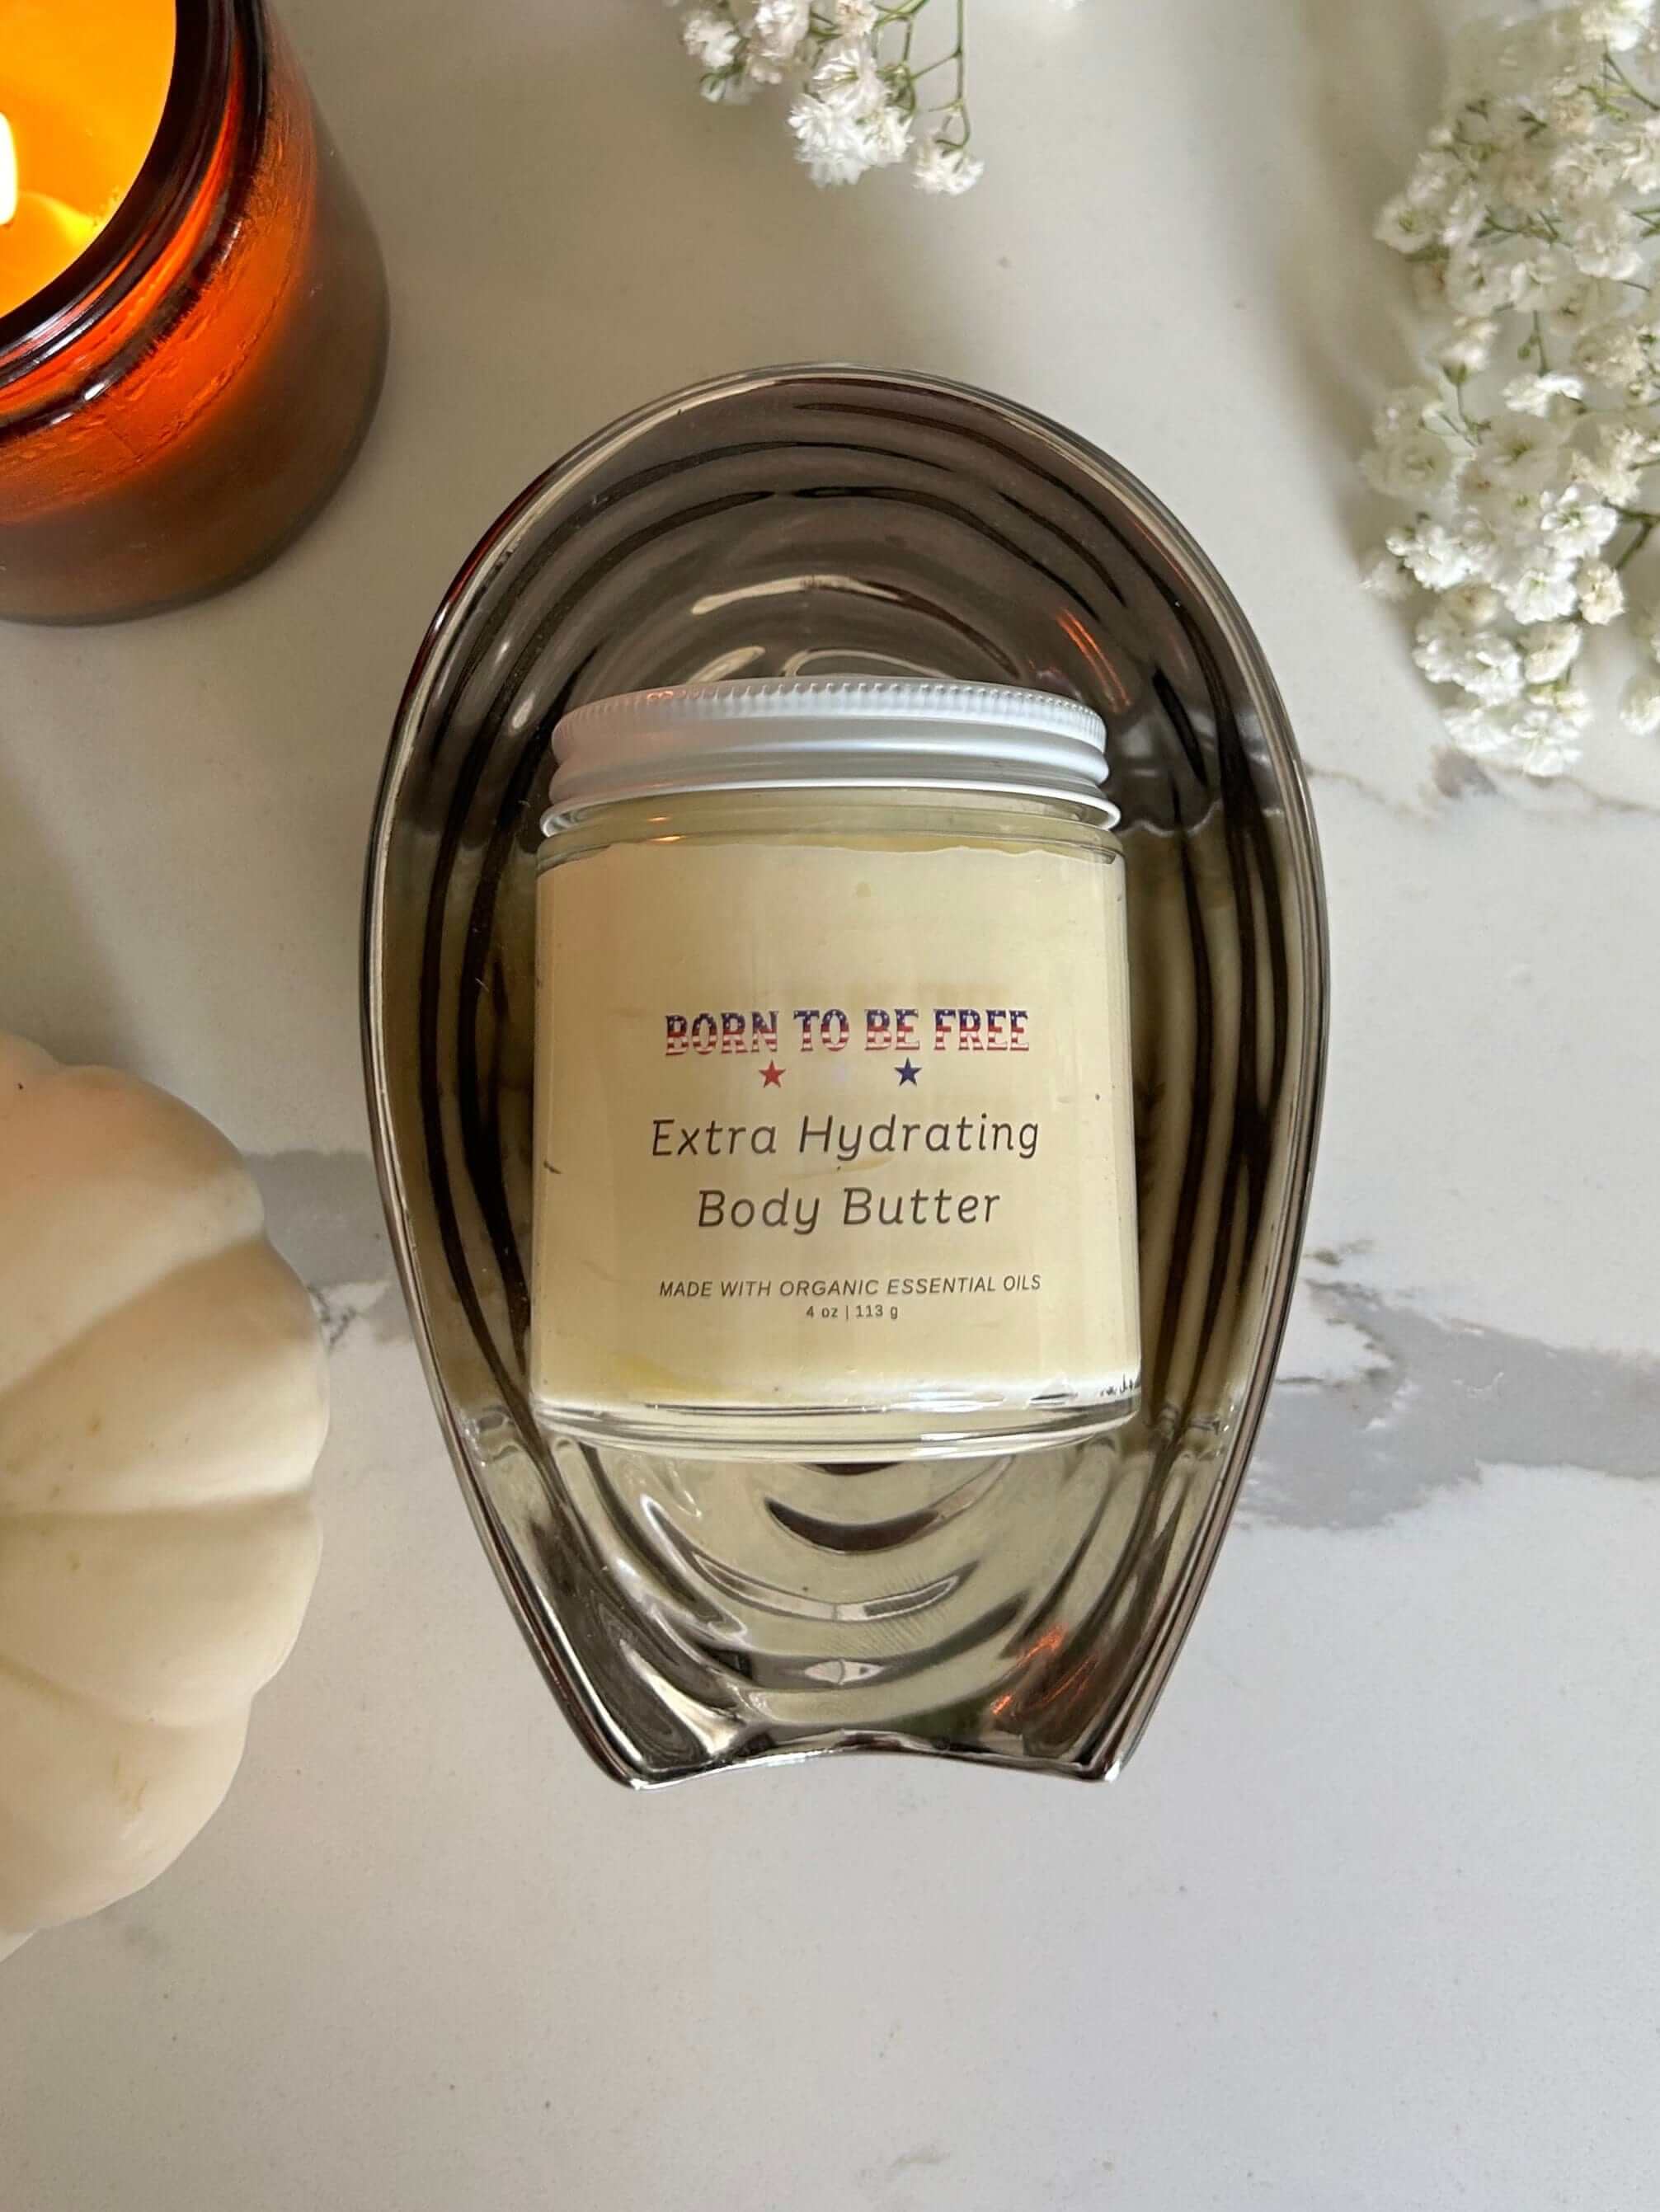 BORN TO BE FREE
Extra Hydrating
Body Butter
MADE WITH ORGANIC ESSENTIAL OILS
4 oz | 113 g